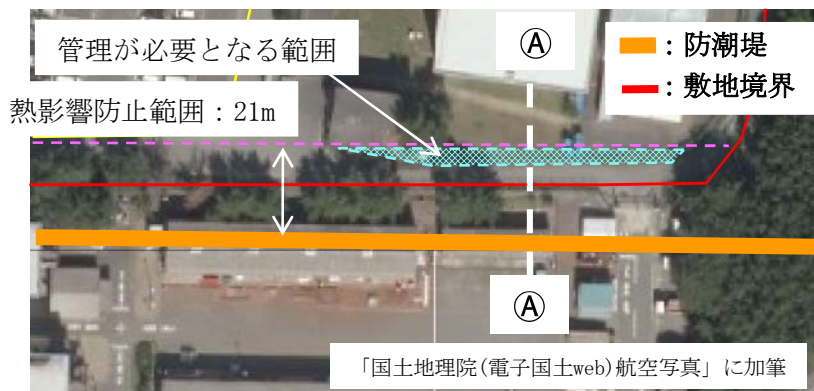 管理が必要となる範囲
Ⓐ
：防潮堤
：敷地境界
熱影響防止範囲：21m
Ⓐ
「国土地理院(電子国土web)航空写真」に加筆